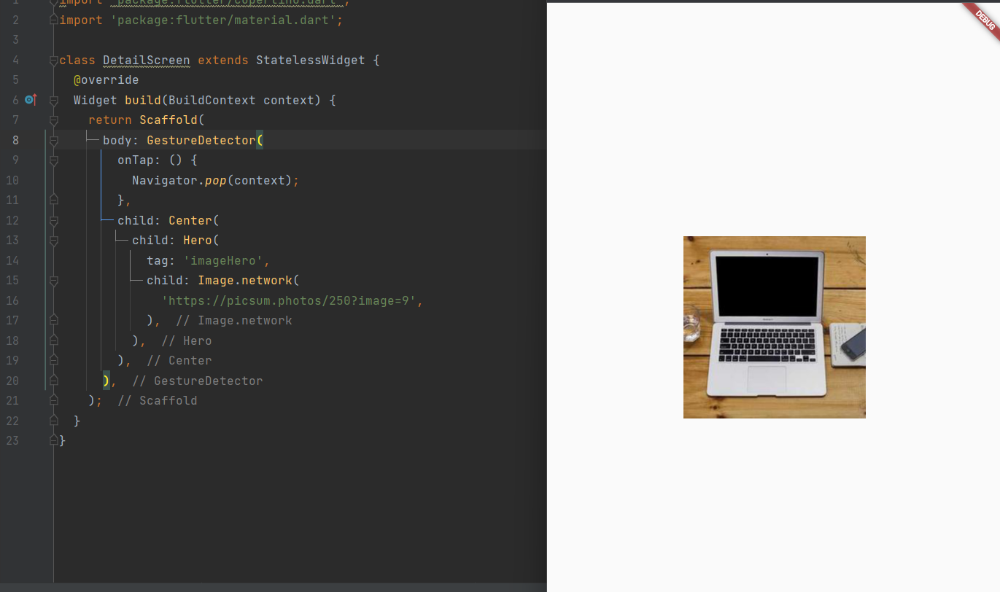 1 import 'package:flutter/cupertino.dart';
2 import 'package:flutter/material.dart';
3
4 class DetailScreen extends StatelessWidget {
5 @override
6 Widget build(BuildContext context) {
7 return Scaffold(
8 body: GestureDetector(
9 onTap: () {
10 Navigator.pop(context);
11 },
12 child: Center(
13 child: Hero(
14 tag: 'imageHero',
15 child: Image.network(
16 'https://picsum.photos/250?image=9',
17 ), // Image.network
18 ), // Hero
19 ), // Center
20 ), // GestureDetector
21 ); // Scaffold
22 }
23 }
DEBUG